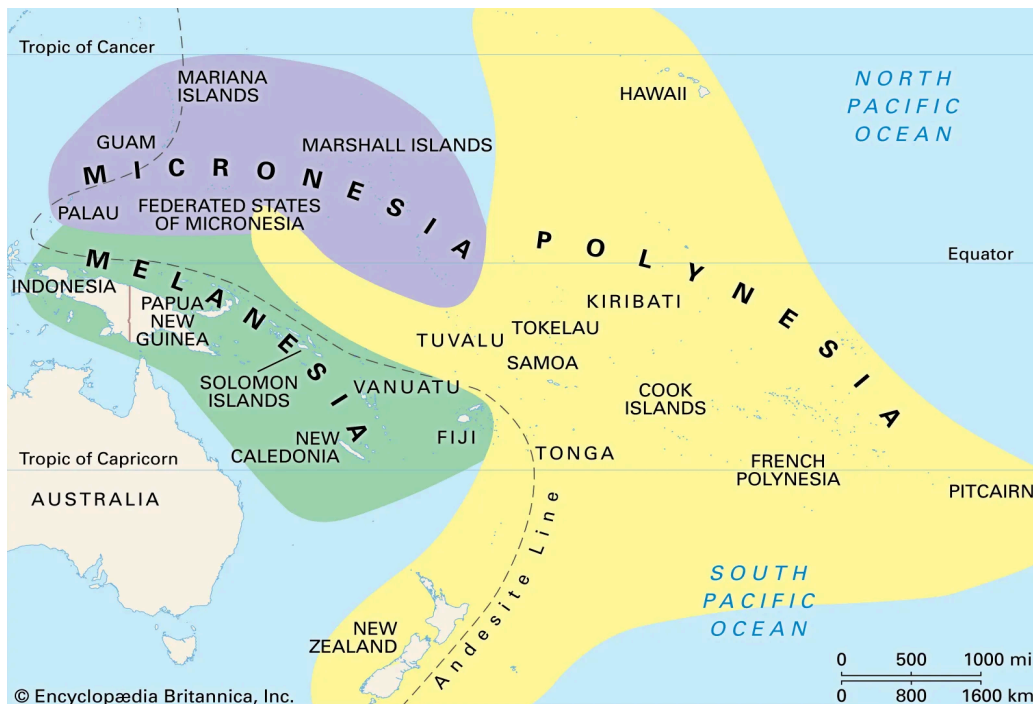 Tropic of Cancer
MARIANA
ISLANDS
HAWAII
NORTH
PACIFIC
OCEAN
GUAM
MARSHALL ISLANDS
MICRONESIA
PALAU
FEDERATED STATES
OF MICRONESIA
POLYNESIA
Equator
MELANESIA
INDONESIA
PAPUA
NEW
GUINEA
KIRIBATI
TUVALU
TOKELAU
SAMOA
SOLOMON
ISLANDS
VANUATU
COOK
ISLANDS
FIJI
NEW
CALEDONIA
TONGA
Tropic of Capricorn
FRENCH
POLYNESIA
AUSTRALIA
PITCAIRN
Andesite Line
SOUTH
PACIFIC
OCEAN
NEW
ZEALAND
0 500 1000 mi
0 800 1600 km
© Encyclopædia Britannica, Inc.